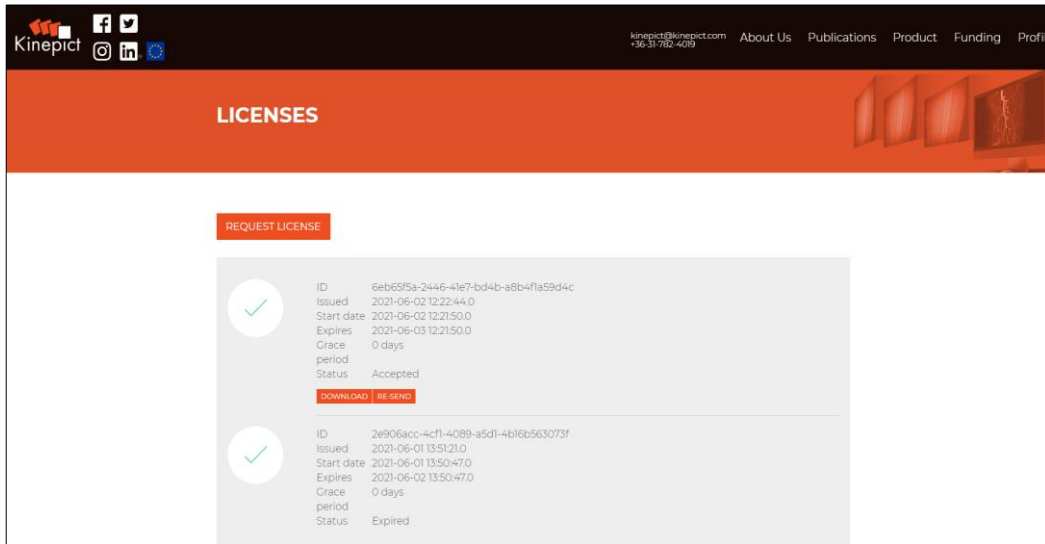 Kinepict
kinepict@kinepict.com
+36-31-782-4019
About Us Publications Product Funding Profil
LICENSES
REQUEST LICENSE
ID 6eb65f5a-2446-41e7-bd4b-a8b4f1a59d4c
Issued 2021-06-02 12:22:44.0
Start date 2021-06-02 12:21:50.0
Expires 2021-06-03 12:21:50.0
Grace 0 days
period
Status Accepted
DOWNLOAD RE-SEND
ID 2e906acc-4cf1-4089-a5d1-4b16b563073f
Issued 2021-06-01 13:51:21.0
Start date 2021-06-01 13:50:47.0
Expires 2021-06-02 13:50:47.0
Grace 0 days
period
Status Expired